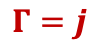 Γ = j